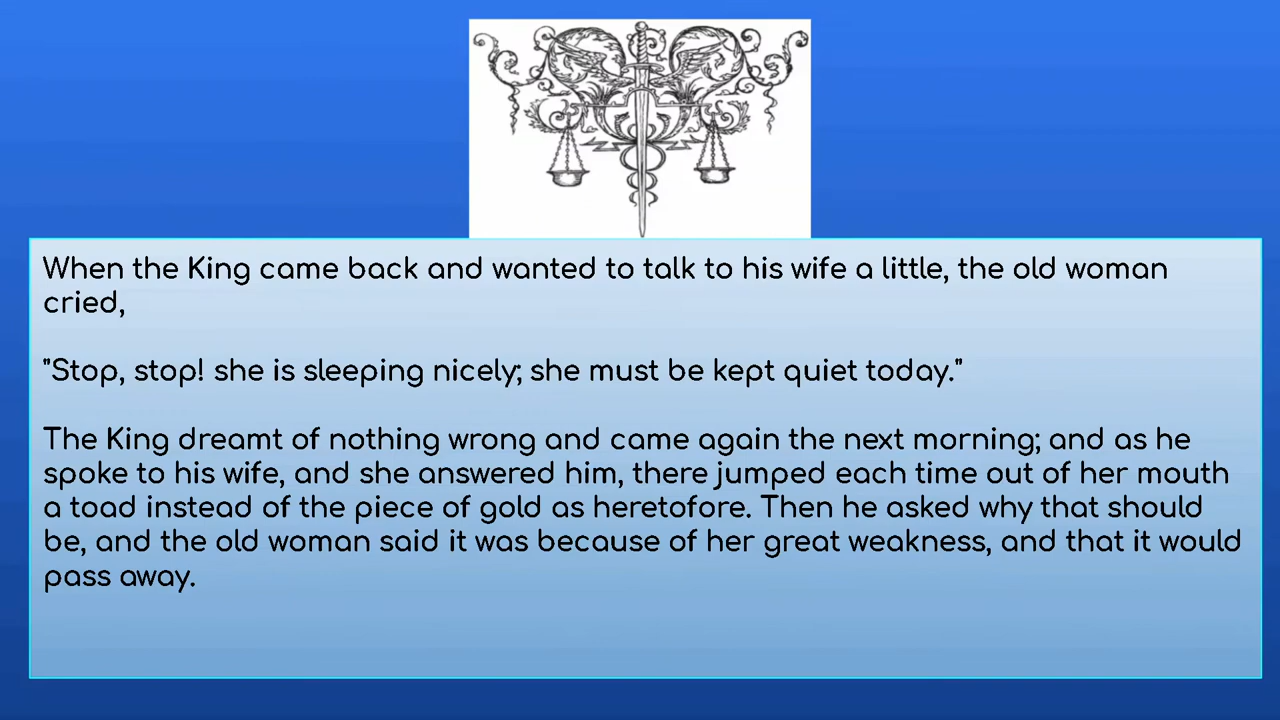 When the King came back and wanted to talk to his wife a little, the old woman
cried,
"Stop, stop! she is sleeping nicely; she must be kept quiet today."
The King dreamt of nothing wrong and came again the next morning; and as he
spoke to his wife, and she answered him, there jumped each time out of her mouth
a toad instead of the piece of gold as heretofore. Then he asked why that should
be, and the old woman said it was because of her great weakness, and that it would
pass away.